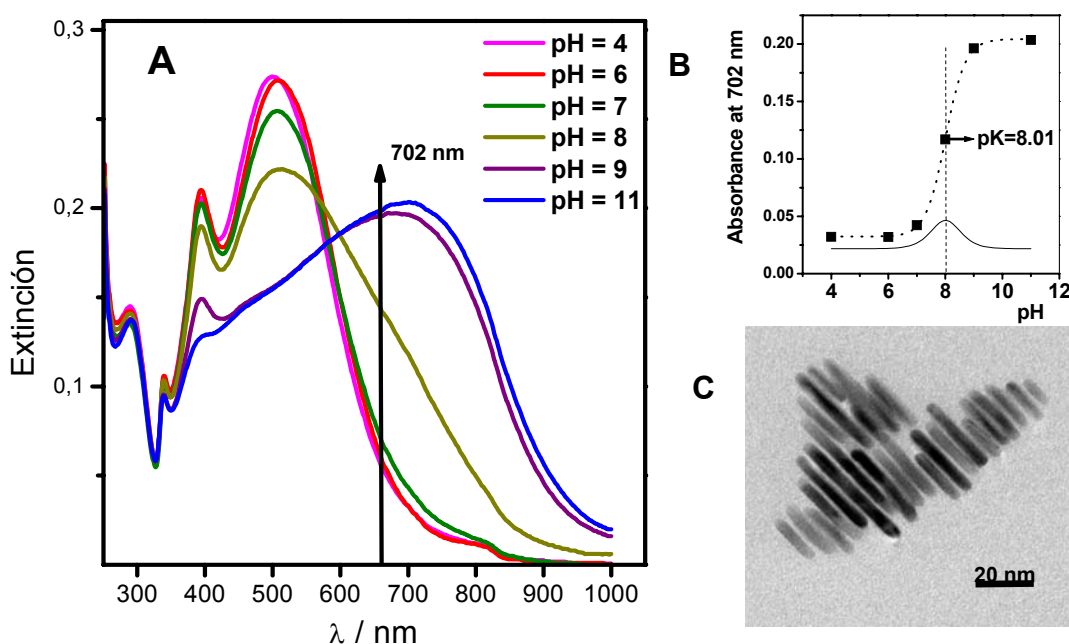 A
0,3
0,2
0,1
Extinción
300 400 500 600 700 800 900 1000
λ / nm
pH = 4
pH = 6
pH = 7
pH = 8
pH = 9
pH = 11
702 nm
B
Absorbance at 702 nm
0.20
0.15
0.10
0.05
0.00
4 6 8 10 12
pH
pK=8.01
C
20 nm